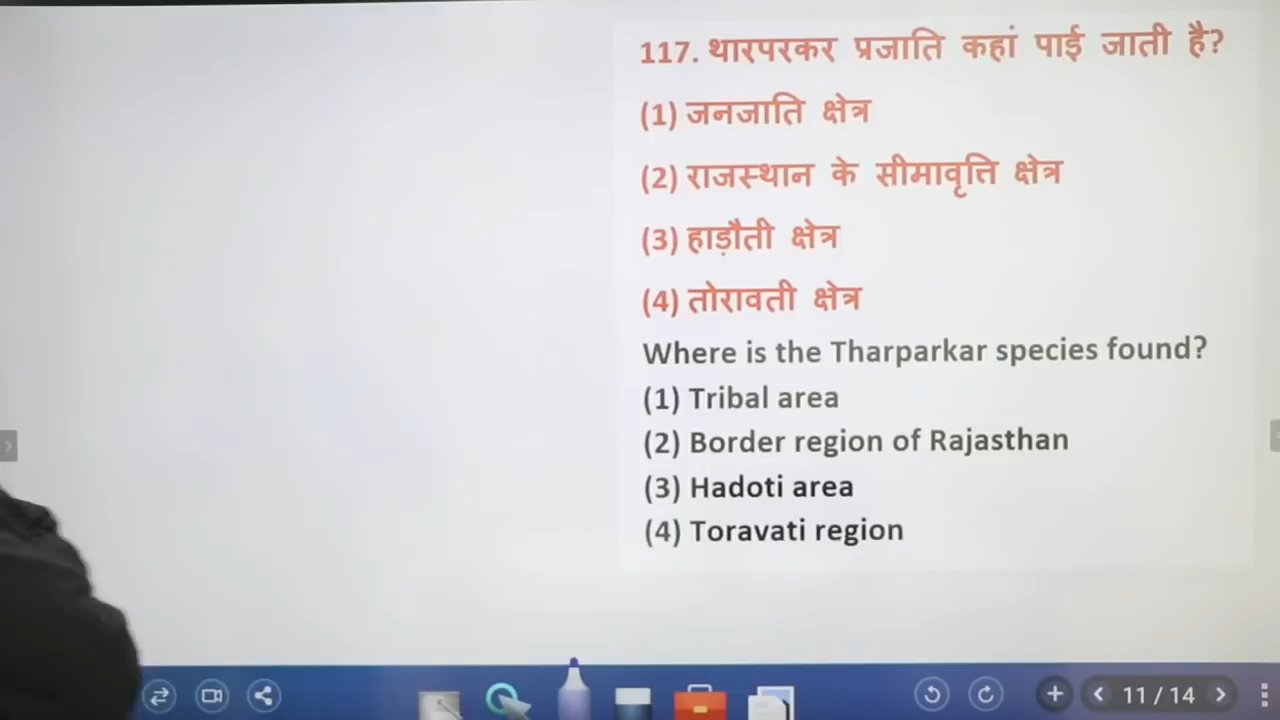 117. थारपरकर प्रजाति कहां पाई जाती है?
(1) जनजाति क्षेत्र
(2) राजस्थान के सीमावृत्ति क्षेत्र
(3) हाड़ौती क्षेत्र
(4) तोरावती क्षेत्र
Where is the Tharparkar species found?
(1) Tribal area
(2) Border region of Rajasthan
(3) Hadoti area
(4) Toravati region
11 / 14